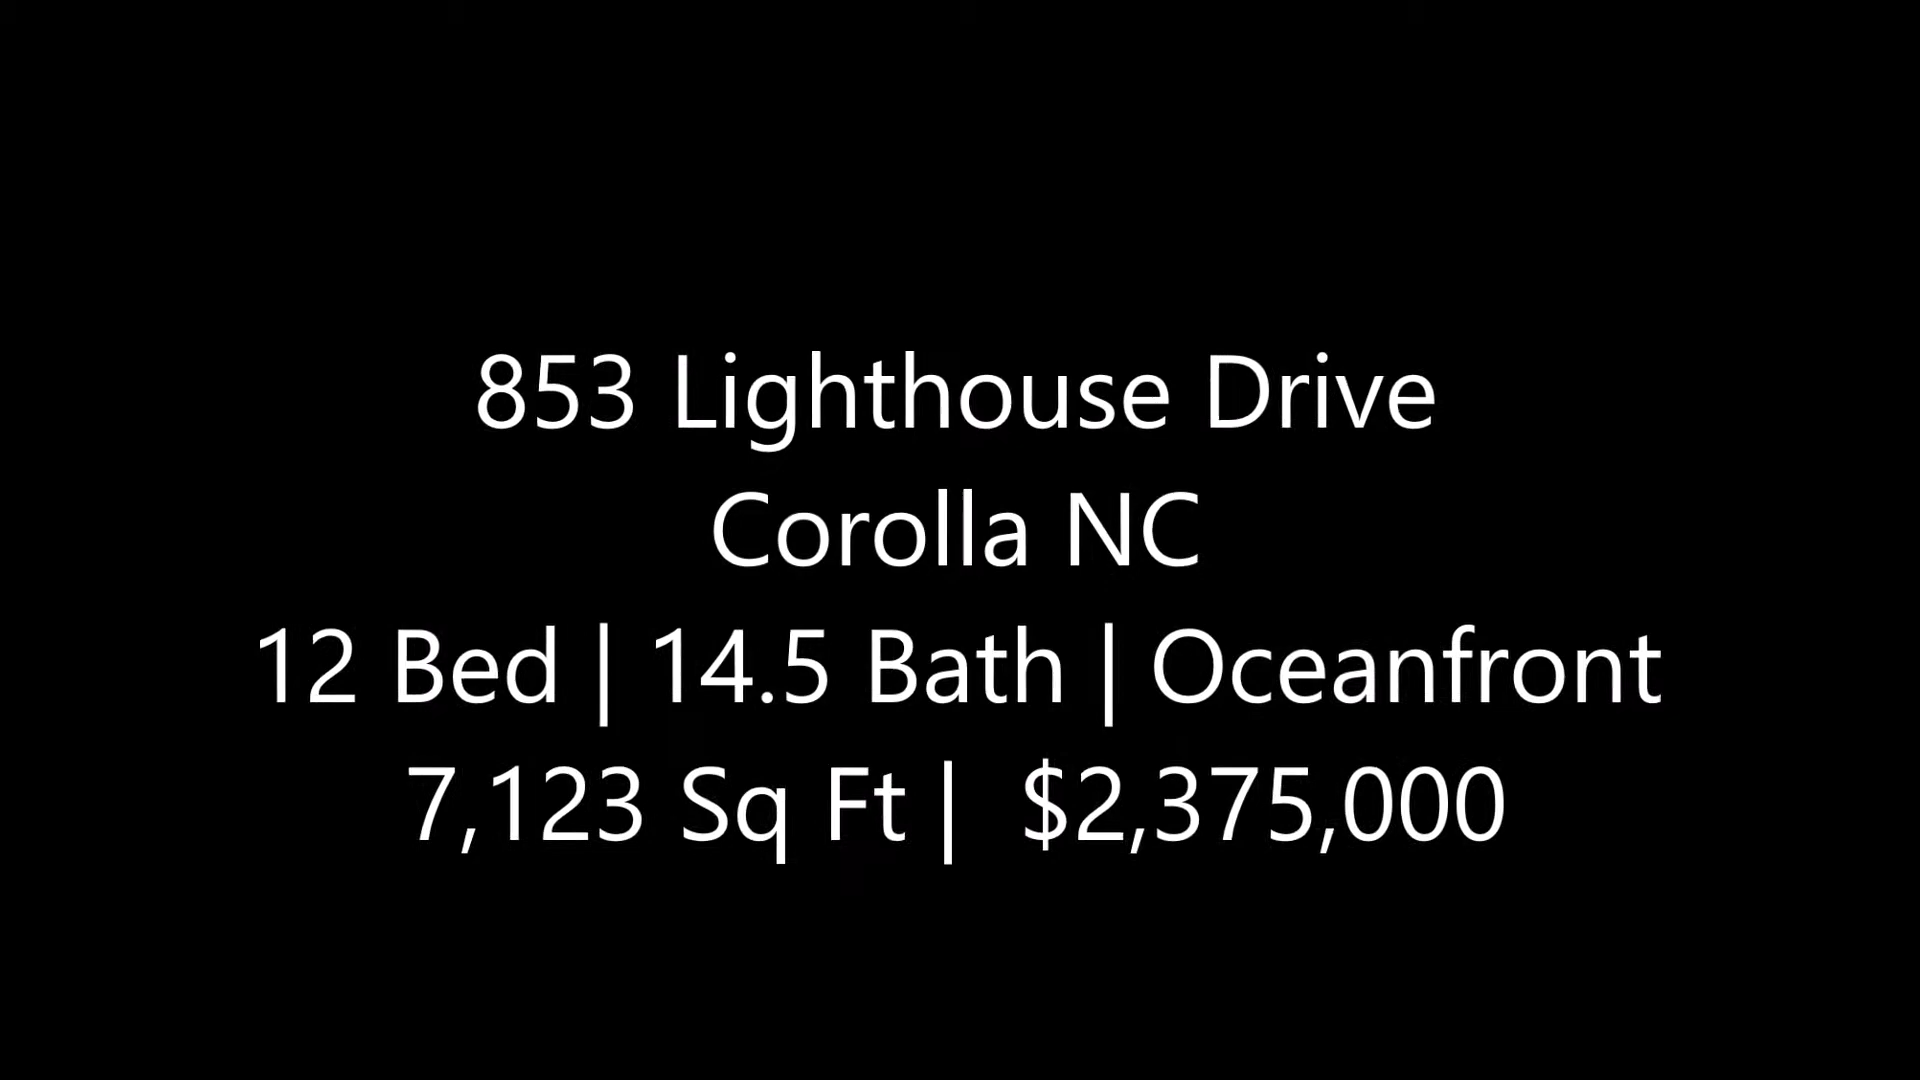 853 Lighthouse Drive
Corolla NC
12 Bed | 14.5 Bath | Oceanfront
7,123 Sq Ft |  $2,375,000